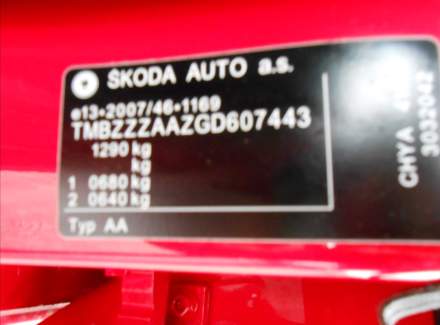 ŠKODA AUTO a.s.
e13*2007/46*1169
TMBZZZAAZGD607443
1290 kg
kg
1 0680 kg
2 0640 kg
Typ AA
CHYA
3032042